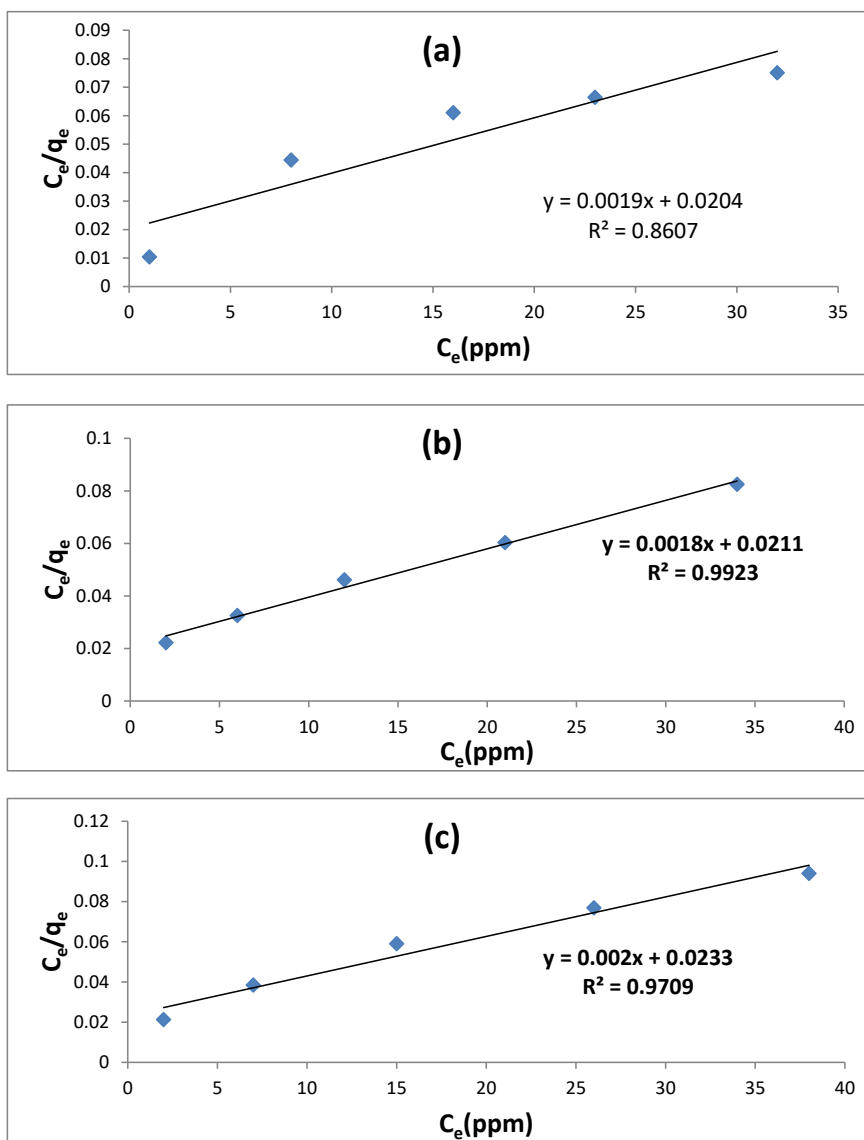 (a)
0.09
0.08
0.07
0.06
0.05
0.04
0.03
0.02
0.01
0
Ce/qe
y = 0.0019x + 0.0204
R² = 0.8607
0 5 10 15 20 25 30 35
Ce(ppm)
(b)
0.1
0.08
0.06
0.04
0.02
0
Ce/qe
y = 0.0018x + 0.0211
R² = 0.9923
0 5 10 15 20 25 30 35 40
Ce(ppm)
(c)
0.12
0.1
0.08
0.06
0.04
0.02
0
Ce/qe
y = 0.002x + 0.0233
R² = 0.9709
0 5 10 15 20 25 30 35 40
Ce(ppm)